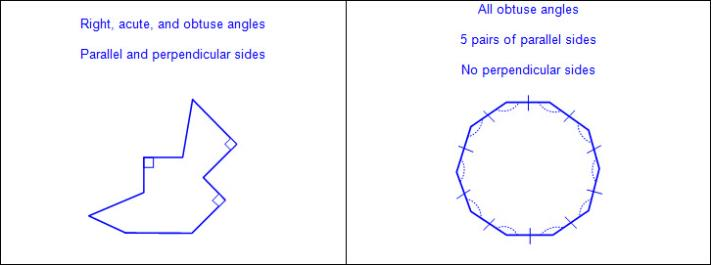 Right, acute, and obtuse angles
Parallel and perpendicular sides
All obtuse angles
5 pairs of parallel sides
No perpendicular sides